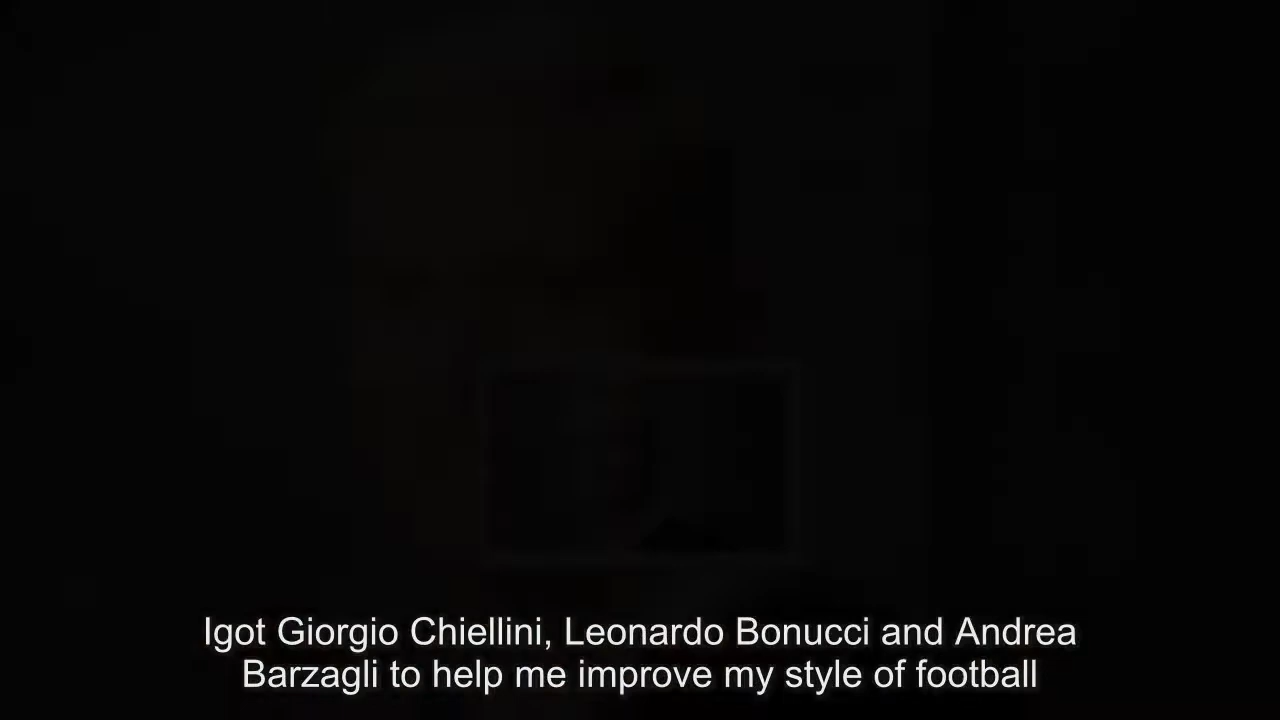 Igot Giorgio Chiellini, Leonardo Bonucci and Andrea
Barzagli to help me improve my style of football